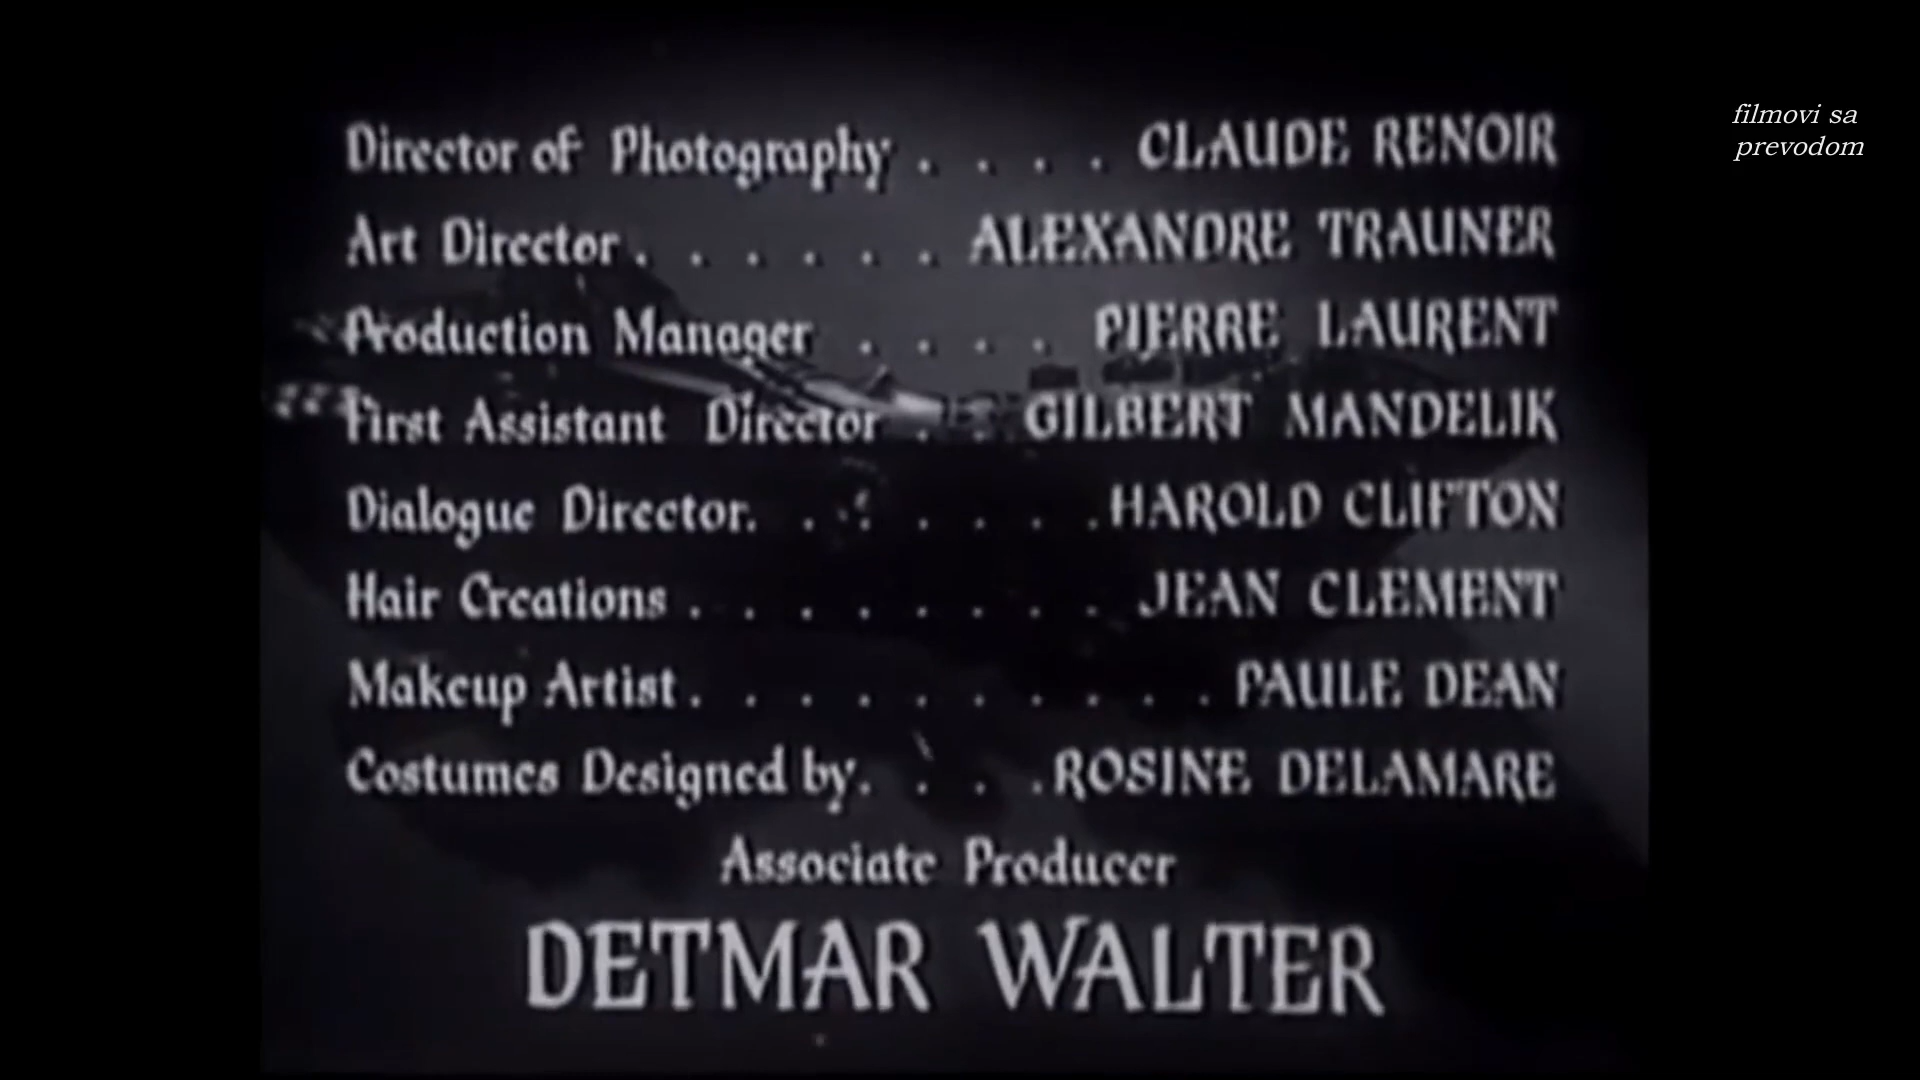 Director of Photography . . . . CLAUDE RENOIR
Art Director . . . . . . ALEXANDRE TRAUNER
Production Manager . . . . PIERRE LAURENT
First Assistant Director . . GILBERT MANDELIK
Dialogue Director. . . . . . .HAROLD CLIFTON
Hair Creations . . . . . . . . JEAN CLEMENT
Makeup Artist . . . . . . . . . . PAULE DEAN
Costumes Designed by. . . .ROSINE DELAMARE
Associate Producer
DETMAR WALTER
filmovi sa
prevodom